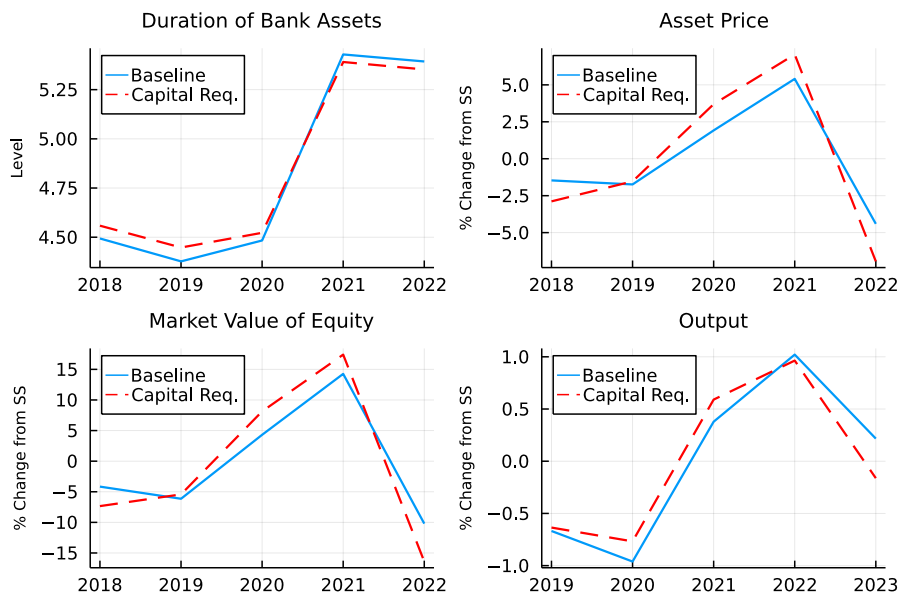 Duration of Bank Assets
Level
5.25
5.00
4.75
4.50
Baseline
Capital Req.
2018 2019 2020 2021 2022
Asset Price
% Change from SS
5.0
2.5
0.0
−2.5
−5.0
Baseline
Capital Req.
2018 2019 2020 2021 2022
Market Value of Equity
% Change from SS
15
10
5
0
−5
−10
−15
Baseline
Capital Req.
2018 2019 2020 2021 2022
Output
% Change from SS
1.0
0.5
0.0
−0.5
−1.0
Baseline
Capital Req.
2019 2020 2021 2022 2023